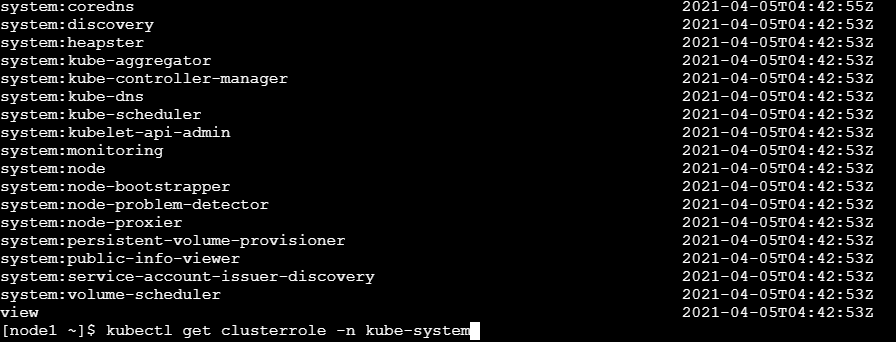 system:coredns 2021-04-05T04:42:55Z
system:discovery 2021-04-05T04:42:53Z
system:heapster 2021-04-05T04:42:53Z
system:kube-aggregator 2021-04-05T04:42:53Z
system:kube-controller-manager 2021-04-05T04:42:53Z
system:kube-dns 2021-04-05T04:42:53Z
system:kube-scheduler 2021-04-05T04:42:53Z
system:kubelet-api-admin 2021-04-05T04:42:53Z
system:monitoring 2021-04-05T04:42:53Z
system:node 2021-04-05T04:42:53Z
system:node-bootstrapper 2021-04-05T04:42:53Z
system:node-problem-detector 2021-04-05T04:42:53Z
system:node-proxier 2021-04-05T04:42:53Z
system:persistent-volume-provisioner 2021-04-05T04:42:53Z
system:public-info-viewer 2021-04-05T04:42:53Z
system:service-account-issuer-discovery 2021-04-05T04:42:53Z
system:volume-scheduler 2021-04-05T04:42:53Z
view 2021-04-05T04:42:53Z
[node1 ~]$ kubectl get clusterrole -n kube-system